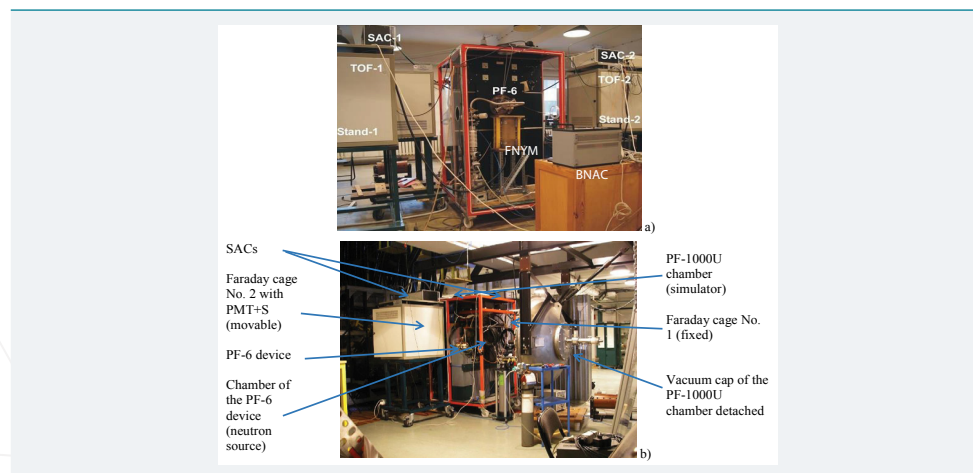 SAC-1
SAC-2
TOF-1
TOF-2
PF-6
Stand-1
Stand-2
FNYM
BNAC
a)
SACs
Faraday cage
No. 2 with
PMT+S
(movable)
PF-6 device
Chamber of
the PF-6
device
(neutron
source)
PF-1000U
chamber
(simulator)
Faraday cage No.
1 (fixed)
Vacuum cap of the
PF-1000U
chamber detached
b)